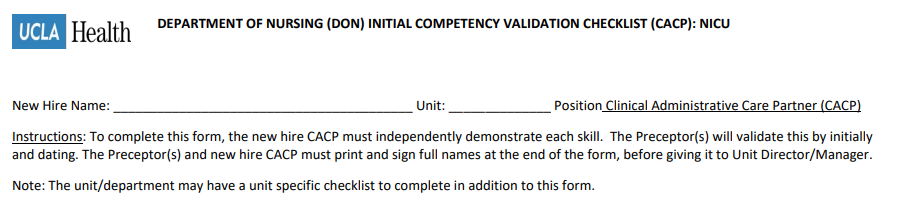 UCLA Health
DEPARTMENT OF NURSING (DON) INITIAL COMPETENCY VALIDATION CHECKLIST (CACP): NICU
New Hire Name: ________________________________________ Unit: ______________ Position Clinical Administrative Care Partner (CACP)
Instructions: To complete this form, the new hire CACP must independently demonstrate each skill. The Preceptor(s) will validate this by initially
and dating. The Preceptor(s) and new hire CACP must print and sign full names at the end of the form, before giving it to Unit Director/Manager.
Note: The unit/department may have a unit specific checklist to complete in addition to this form.